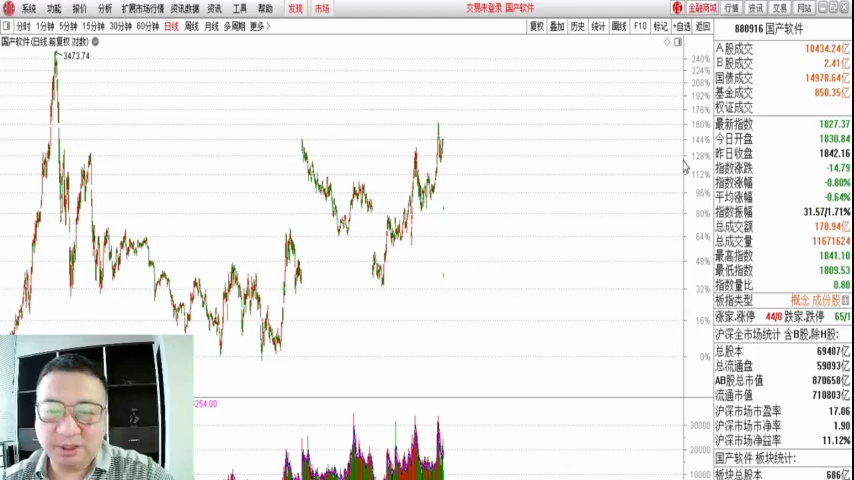 系统 功能 报价 分析 扩展市场行情 资讯数据 资讯 工具 帮助 发现 市场 交易未登录 国产软件 金融商城 行情 资讯 交易 网站
分时 1分钟 5分钟 15分钟 30分钟 60分钟 日线 周线 月线 多周期 更多> 复权 叠加 历史 统计 画线 F10 标记 +自选 返回
国产软件(日线.前复权.对数)
3473.74
240%
224%
208%
192%
176%
160%
144%
128%
112%
96%
80%
64%
48%
32%
16%
0%
254.00
30000
20000
10000
880916 国产软件
A股成交 10434.24亿
B股成交 2.41亿
国债成交 14970.64亿
基金成交 850.35亿
权证成交
最新指数 1827.37
今日开盘 1830.84
昨日收盘 1842.16
指数涨跌 -14.79
指数涨幅 -0.80%
平均涨幅 -0.64%
指数振幅 31.57/1.71%
总成交额 170.94亿
总成交量 11671624
最高指数 1841.10
最低指数 1809.53
指数量比 0.80
板指类型 概念 成份股
涨家.涨停 44/0 跌家.跌停 65/1
沪深全市场统计 含B股,除H股:
总股本 69407亿
总流通盘 59093亿
AB股总市值 870658亿
流通市值 710803亿
沪深市场市盈率 17.06
沪深市场市净率 1.90
沪深市场净益率 11.12%
国产软件 板块统计:
板块总股本 686亿